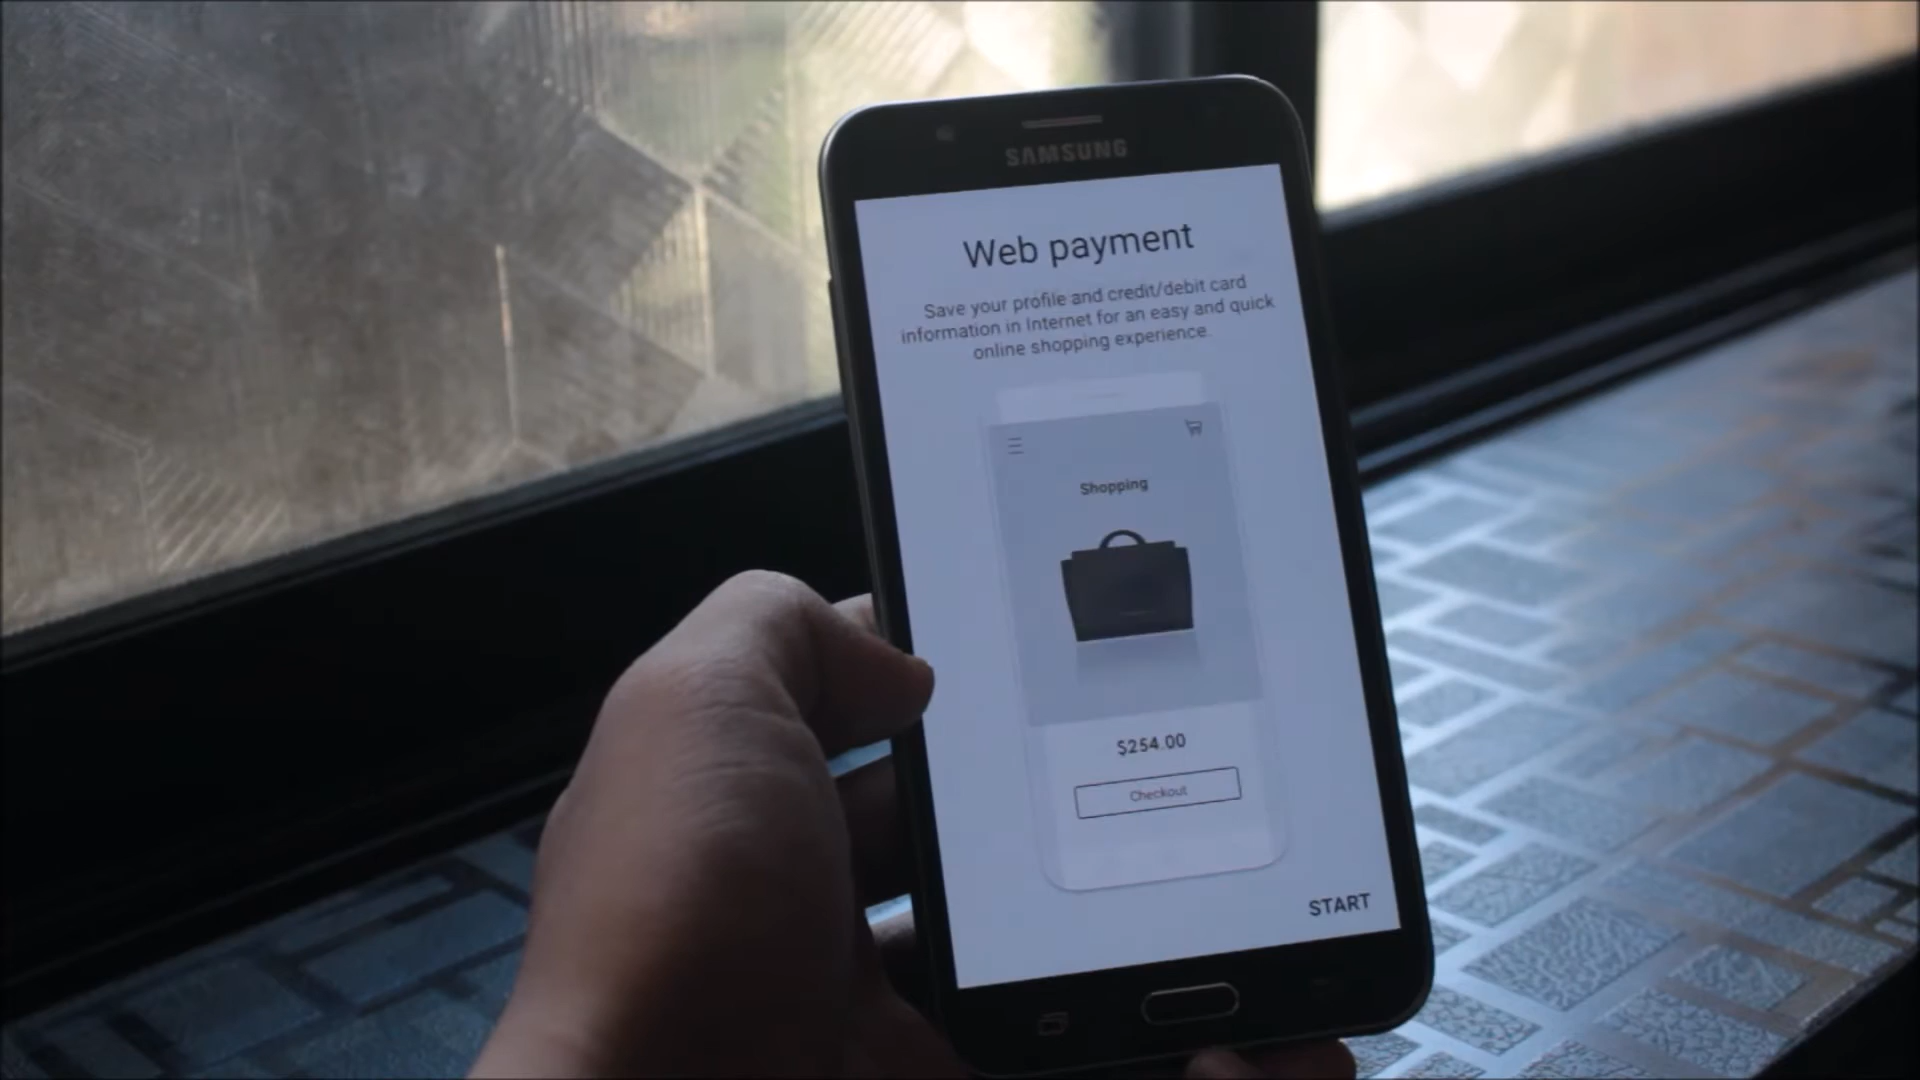 SAMSUNG
Web payment
Save your profile and credit/debit card
information in Internet for an easy and quick
online shopping experience.
Shopping
$254.00
Checkout
START